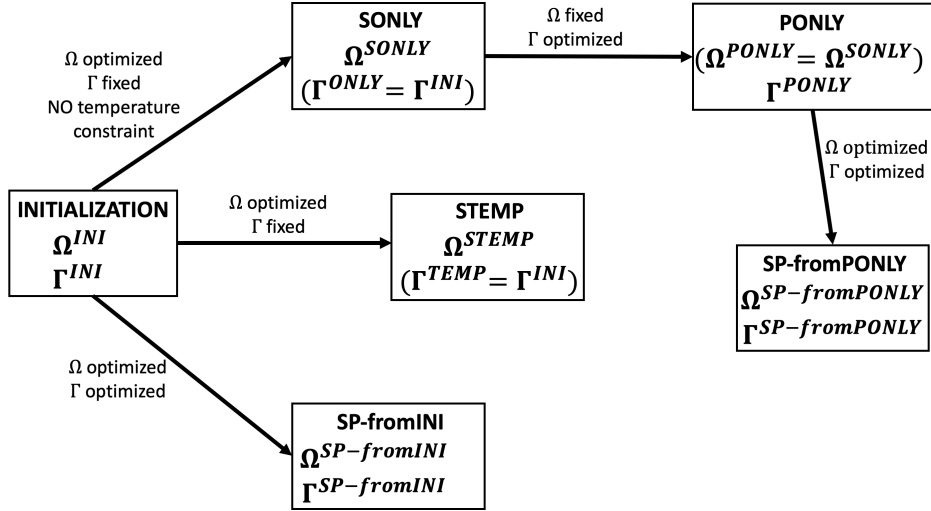 SONLY
Ω^{SONLY}
(Γ^{ONLY} = Γ^{INI})
Ω fixed
Γ optimized
PONLY
(Ω^{PONLY} = Ω^{SONLY})
Γ^{PONLY}
Ω optimized
Γ fixed
NO temperature
constraint
Ω optimized
Γ optimized
INITIALIZATION
Ω^{INI}
Γ^{INI}
Ω optimized
Γ fixed
STEMP
Ω^{STEMP}
(Γ^{TEMP} = Γ^{INI})
SP-fromPONLY
Ω^{SP-fromPONLY}
Γ^{SP-fromPONLY}
Ω optimized
Γ optimized
SP-fromINI
Ω^{SP-fromINI}
Γ^{SP-fromINI}